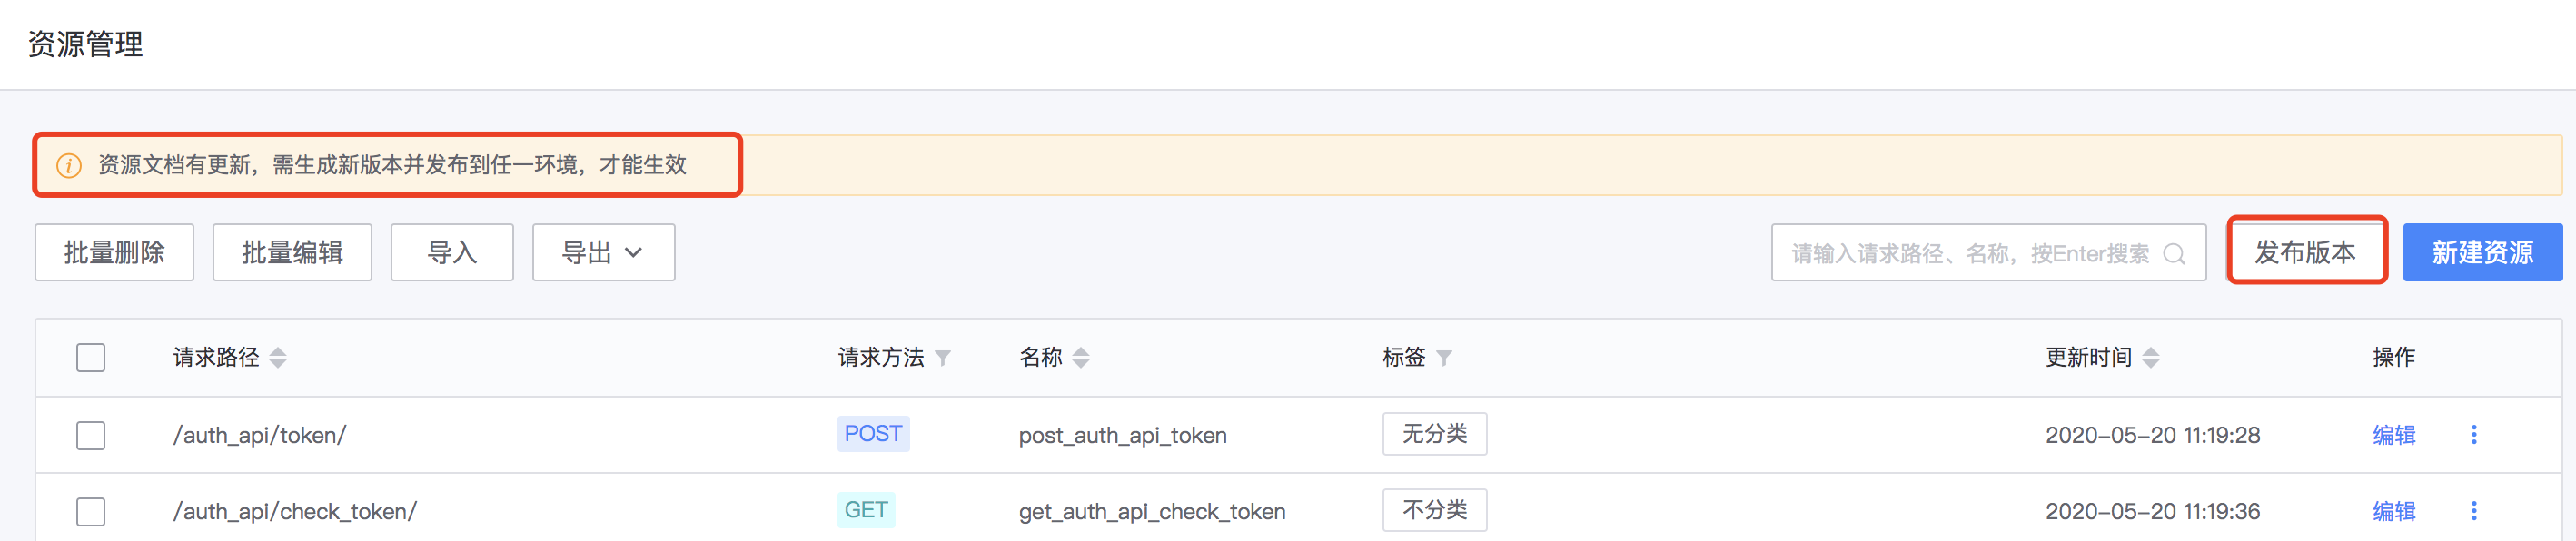 资源管理
资源文档有更新，需生成新版本并发布到任一环境，才能生效
批量删除 批量编辑 导入 导出 请输入请求路径、名称，按Enter搜索 发布版本 新建资源
请求路径 请求方法 名称 标签 更新时间 操作
/auth_api/token/ POST post_auth_api_token 无分类 2020-05-20 11:19:28 编辑
/auth_api/check_token/ GET get_auth_api_check_token 不分类 2020-05-20 11:19:36 编辑